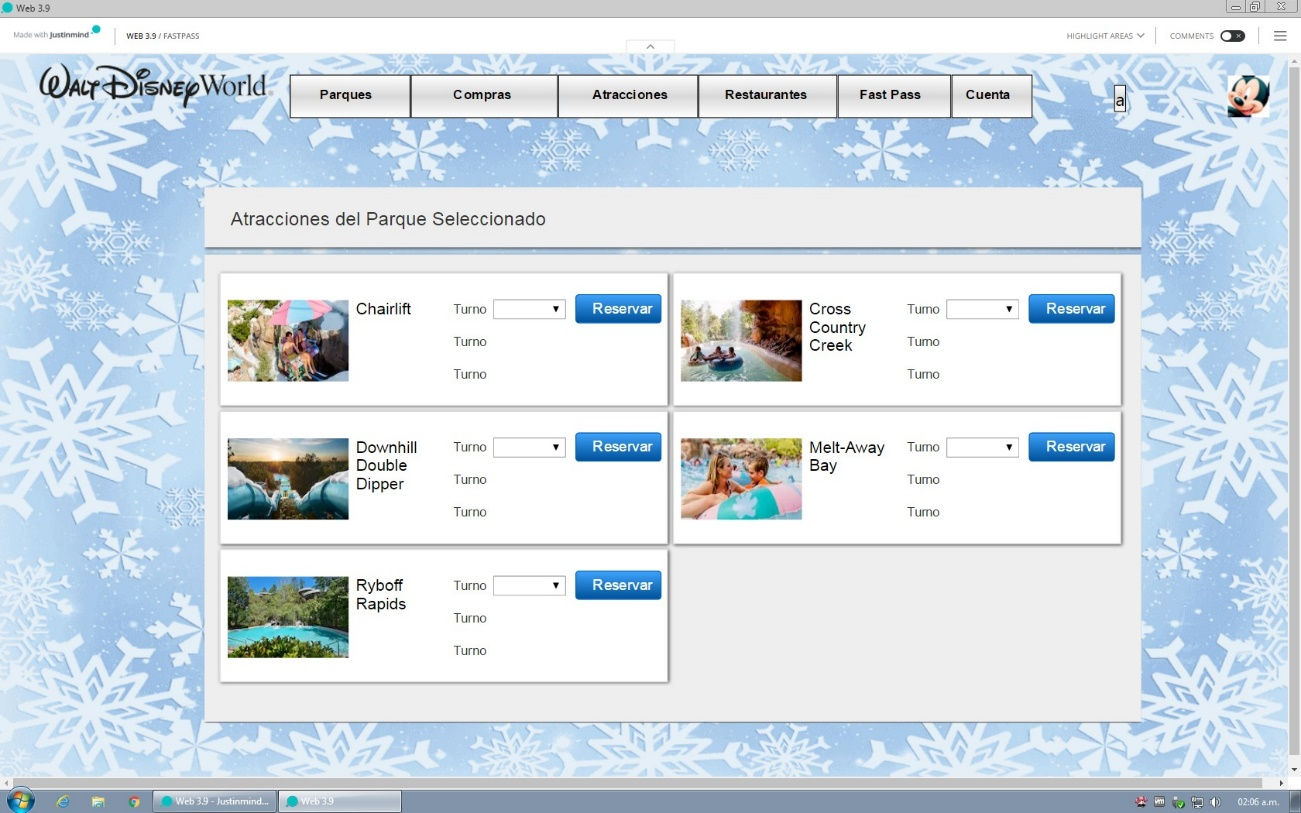 Web 3.9
Made with Justinmind
WEB 3.9 / FASTPASS
HIGHLIGHT AREAS
COMMENTS
WALT DISNEY World
Parques
Compras
Atracciones
Restaurantes
Fast Pass
Cuenta
a
Atracciones del Parque Seleccionado
Chairlift
Turno
Reservar
Turno
Turno
Cross
Country
Creek
Turno
Reservar
Turno
Turno
Downhill
Double
Dipper
Turno
Reservar
Turno
Turno
Melt-Away
Bay
Turno
Reservar
Turno
Turno
Ryboff
Rapids
Turno
Reservar
Turno
Turno
Web 3.9 - Justinmind...
Web 3.9
02:06 a.m.